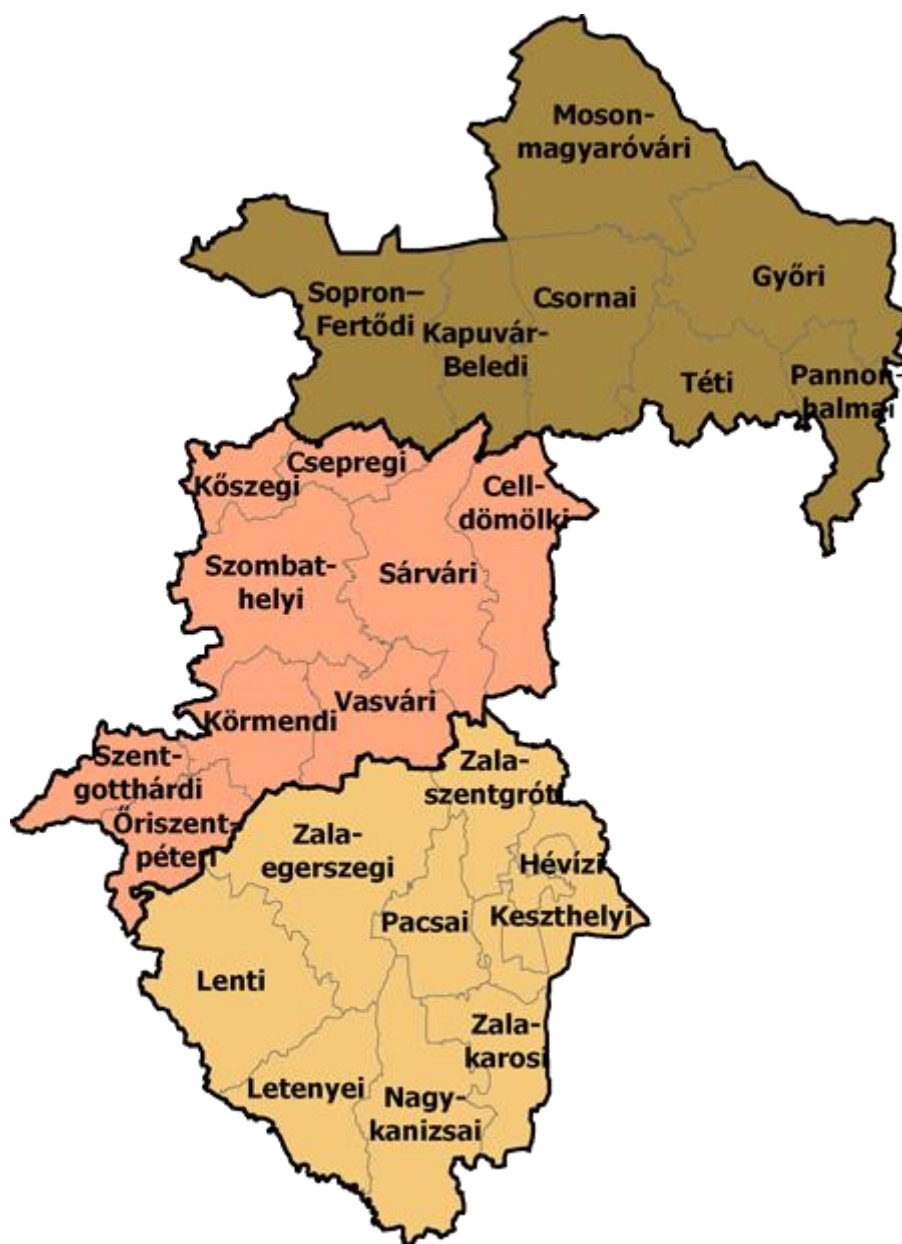 Moson-
magyaróvári
Győri
Sopron–
Fertődi
Csornai
Kapuvár-
Beledi
Téti
Pannon-
halmai
Csepregi
Kőszegi
Cell-
dömölki
Szombat-
helyi
Sárvári
Vasvári
Körmendi
Szent-
gotthárdi
Őriszent-
péteri
Zala-
szentgróti
Zala-
egerszegi
Hévízi
Pacsai
Keszthelyi
Lenti
Zala-
karosi
Letenyei
Nagy-
kanizsai